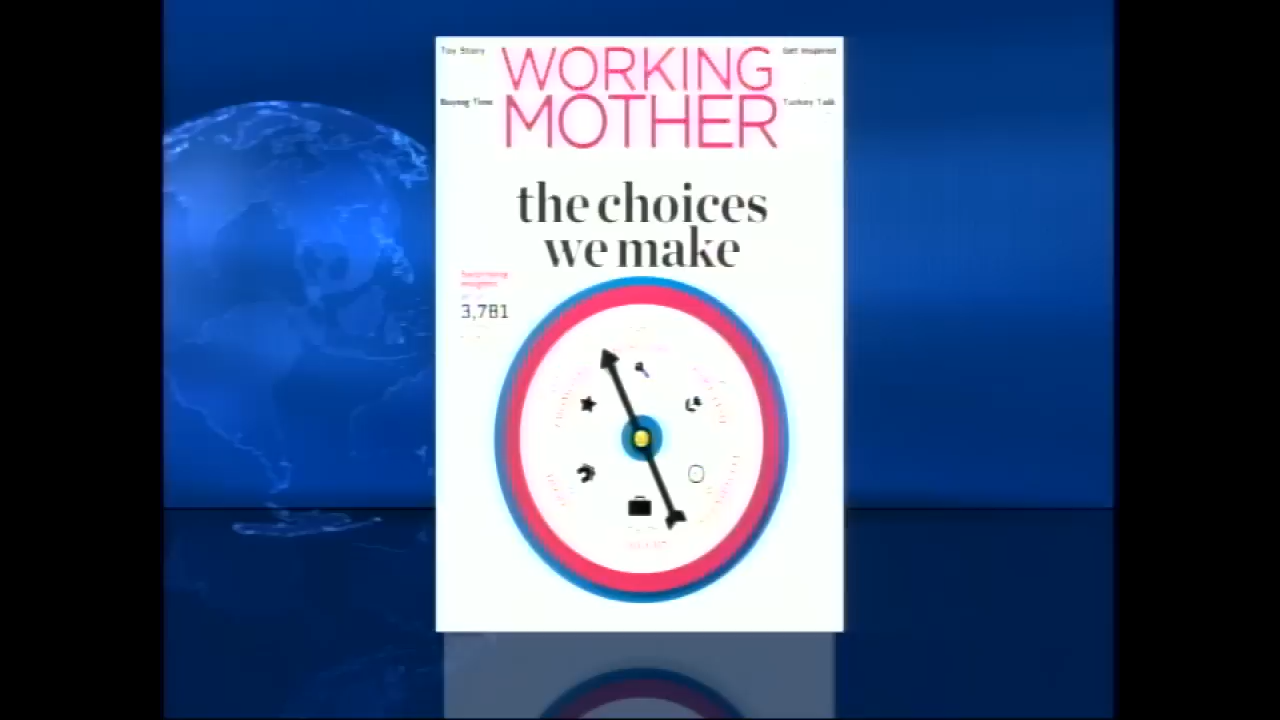 Toy Story
Get Inspired
WORKING
MOTHER
Buying Time
Turkey Talk
the choices
we make
3,781